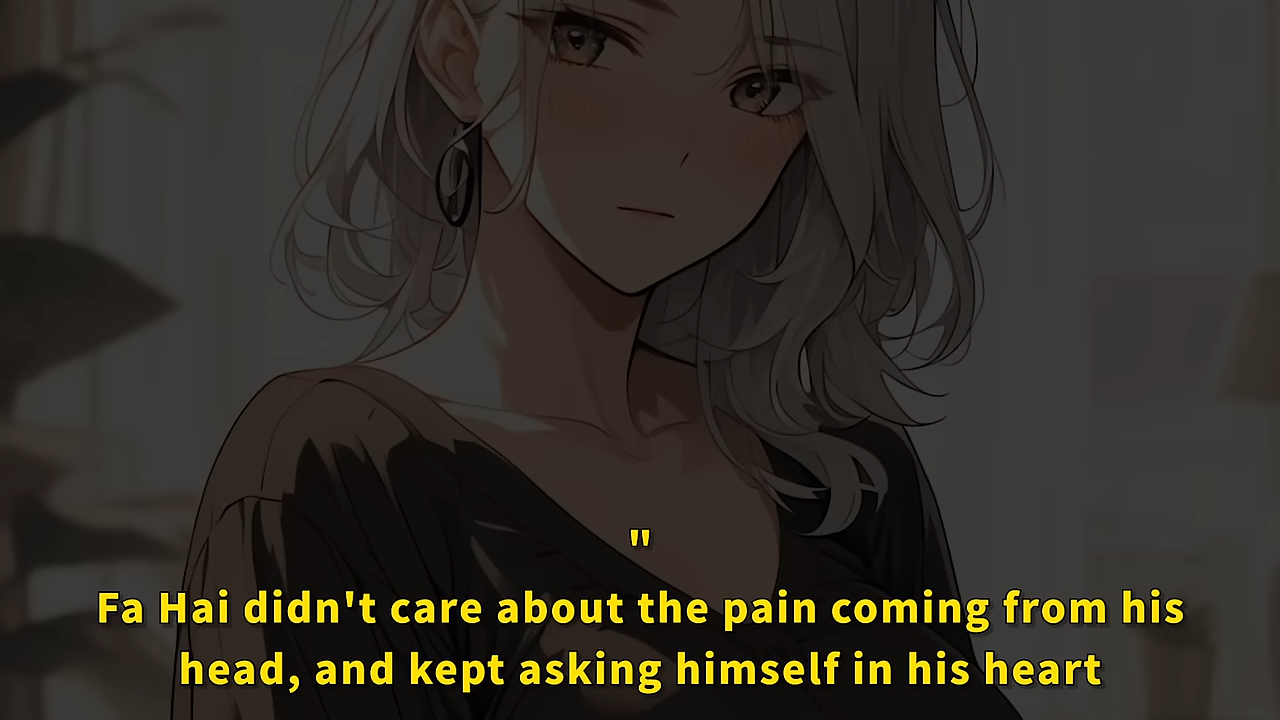 "
Fa Hai didn't care about the pain coming from his
head, and kept asking himself in his heart